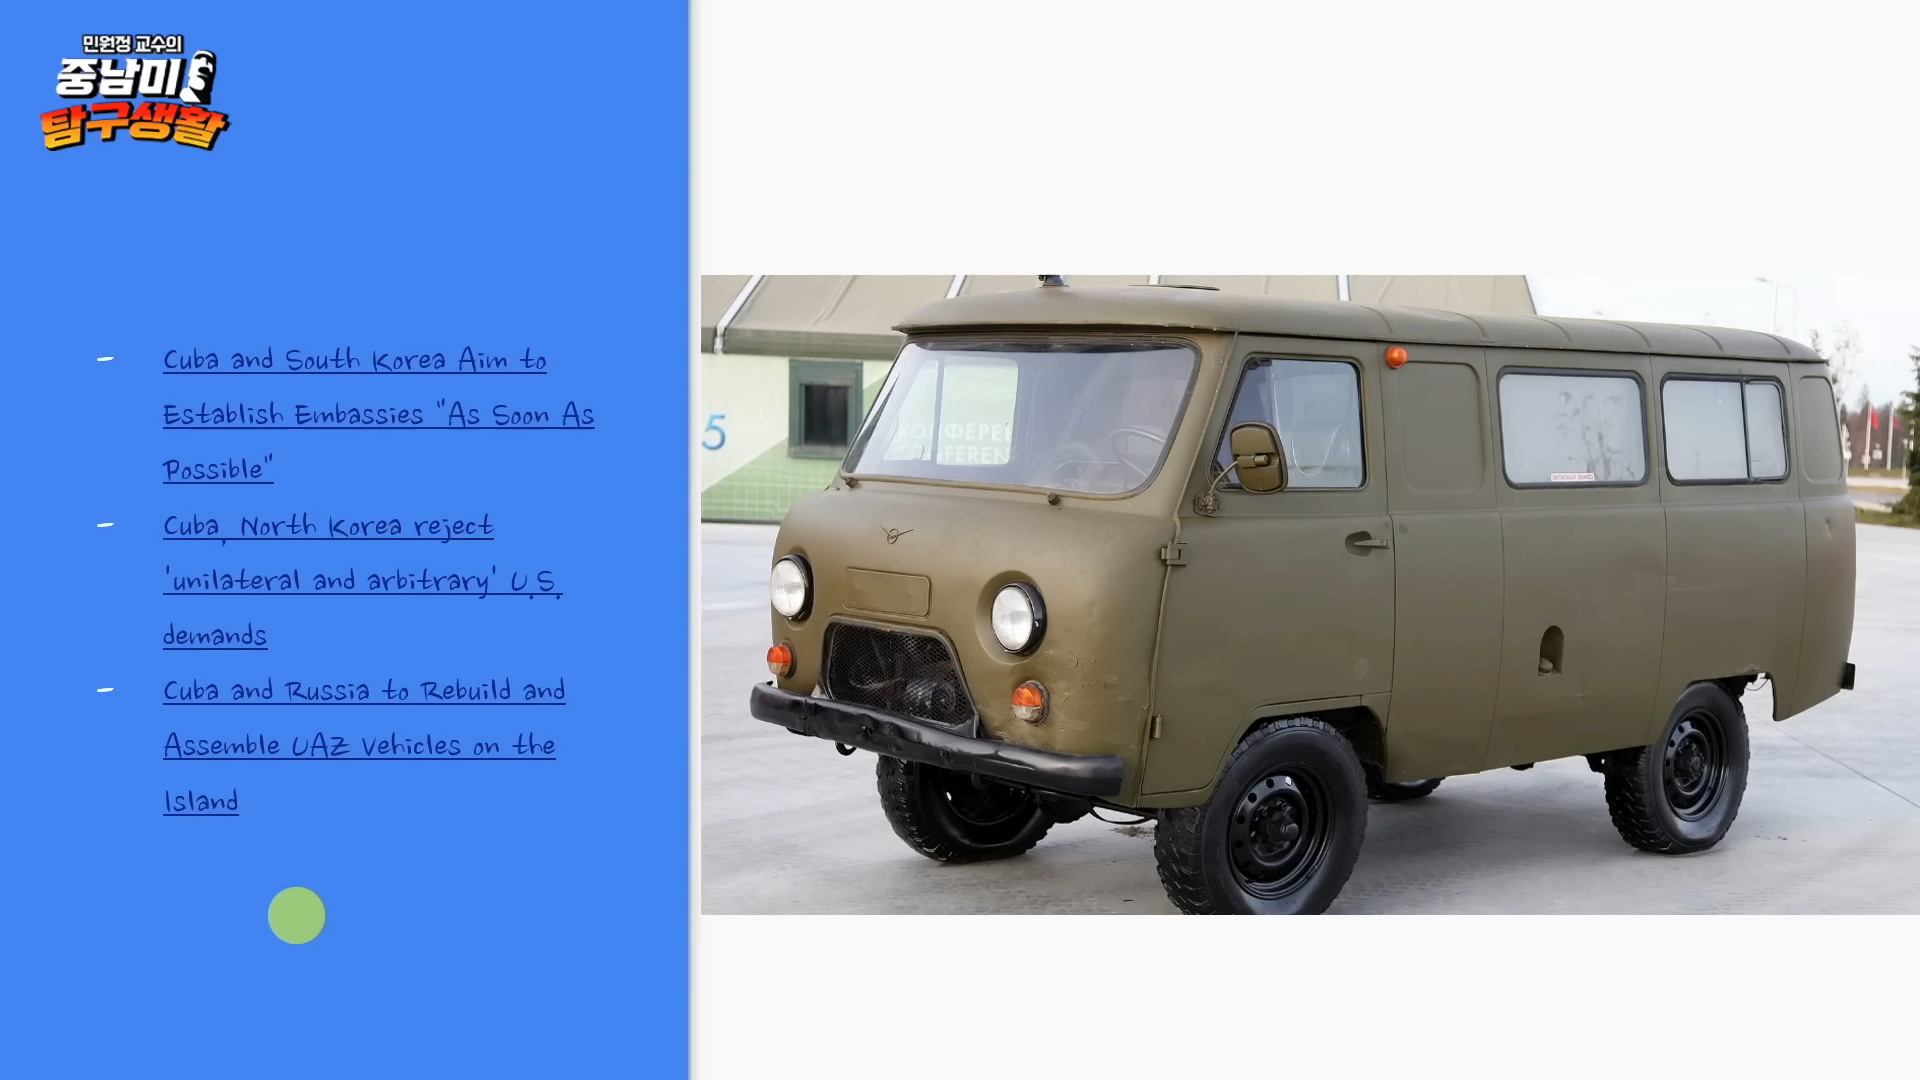 민원정 교수의
중남미
탐구생활
- Cuba and South Korea Aim to
Establish Embassies "As Soon As
Possible"
- Cuba, North Korea reject
'unilateral and arbitrary' U.S.
demands
- Cuba and Russia to Rebuild and
Assemble UAZ Vehicles on the
Island
5